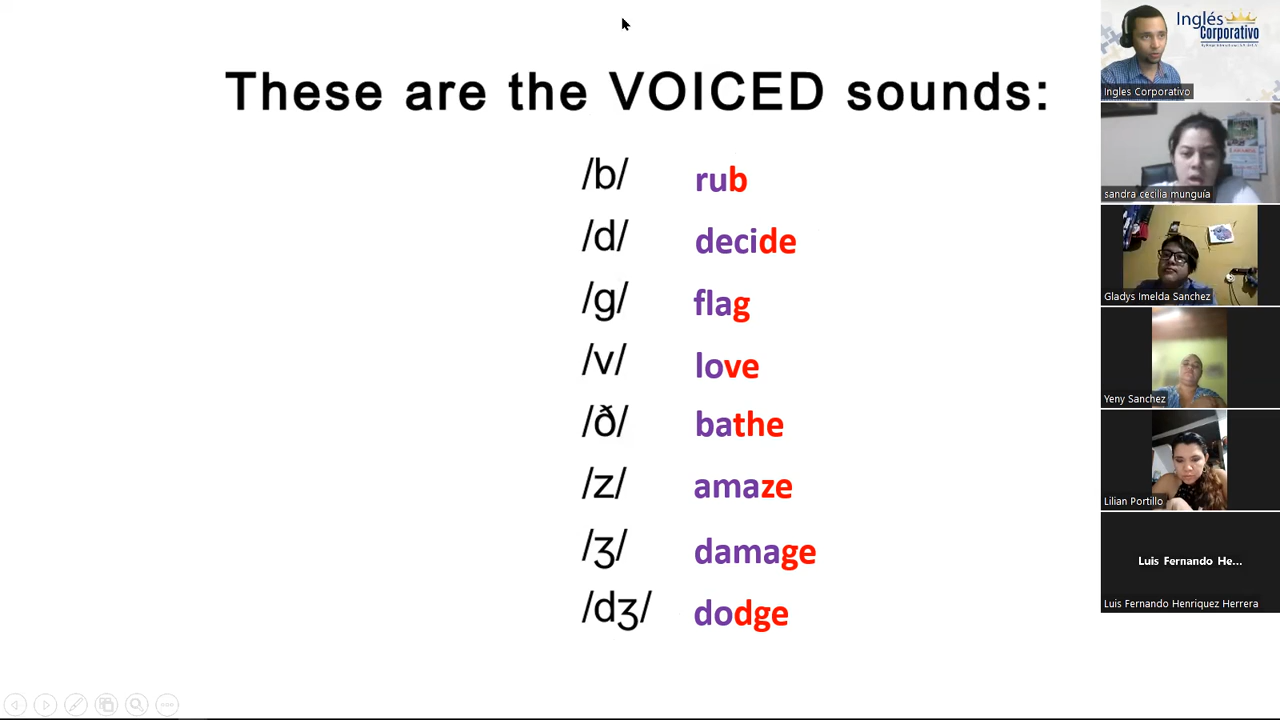 These are the VOICED sounds:
/b/ rub
/d/ decide
/g/ flag
/v/ love
/ð/ bathe
/z/ amaze
/ʒ/ damage
/dʒ/ dodge
Inglés
Corporativo
Ingles Corporativo
sandra cecilia munguía
Gladys Imelda Sanchez
Yeny Sanchez
Lilian Portillo
Luis Fernando He...
Luis Fernando Henriquez Herrera